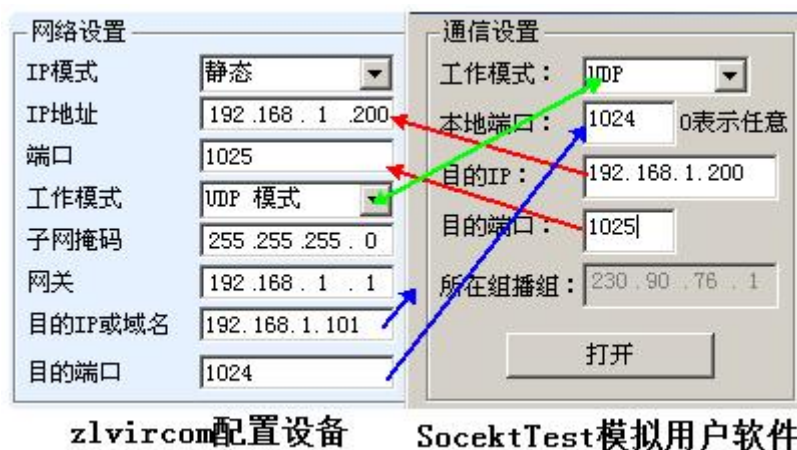 网络设置
IP模式 静态
IP地址 192 .168 . 1 .200
端口 1025
工作模式 UDP 模式
子网掩码 255 .255 .255 . 0
网关 192 .168 . 1 . 1
目的IP或域名 192.168.1.101
目的端口 1024
zlvircom配置设备
通信设置
工作模式： UDP
本地端口： 1024 0表示任意
目的IP： 192.168.1.200
目的端口： 1025
所在组播组： 230 .90 .76 . 1
打开
SocektTest模拟用户软件